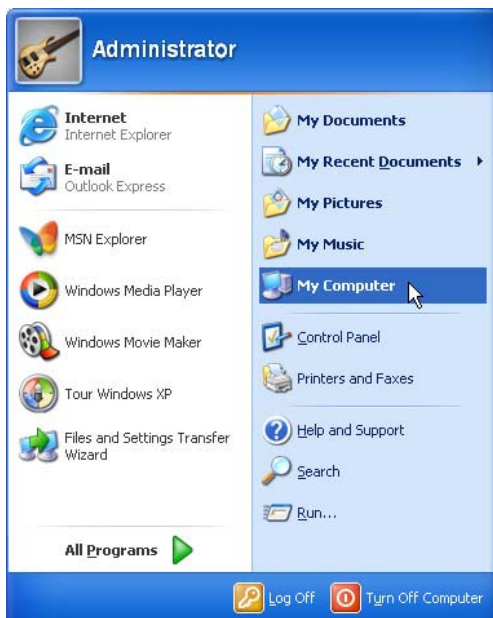 Administrator
Internet
Internet Explorer
E-mail
Outlook Express
MSN Explorer
Windows Media Player
Windows Movie Maker
Tour Windows XP
Files and Settings Transfer
Wizard
All Programs
My Documents
My Recent Documents
My Pictures
My Music
My Computer
Control Panel
Printers and Faxes
Help and Support
Search
Run...
Log Off
Turn Off Computer